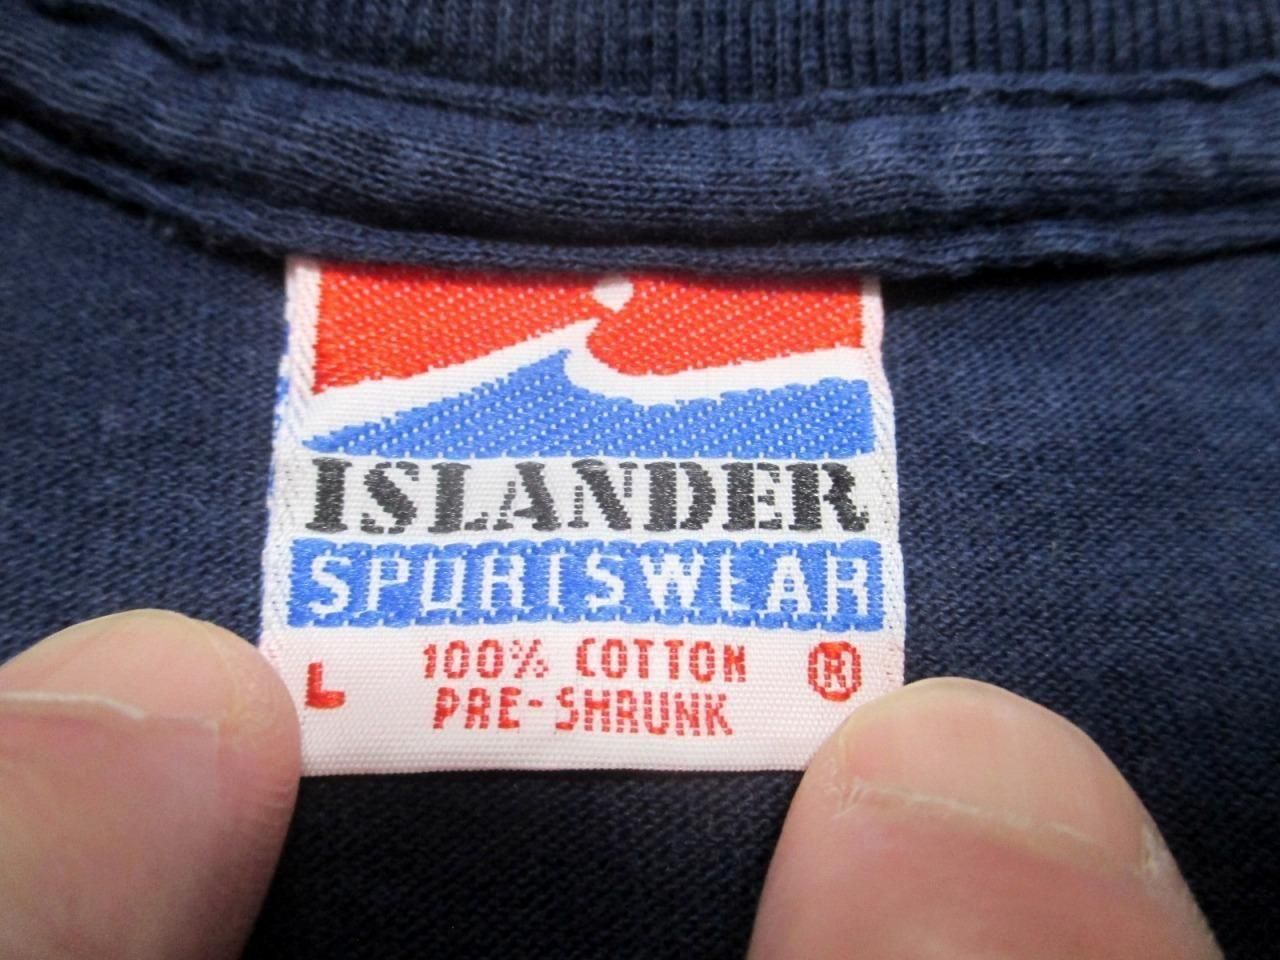 ISLANDER
SPORTSWEAR
L 100% COTTON ®
PRE-SHRUNK